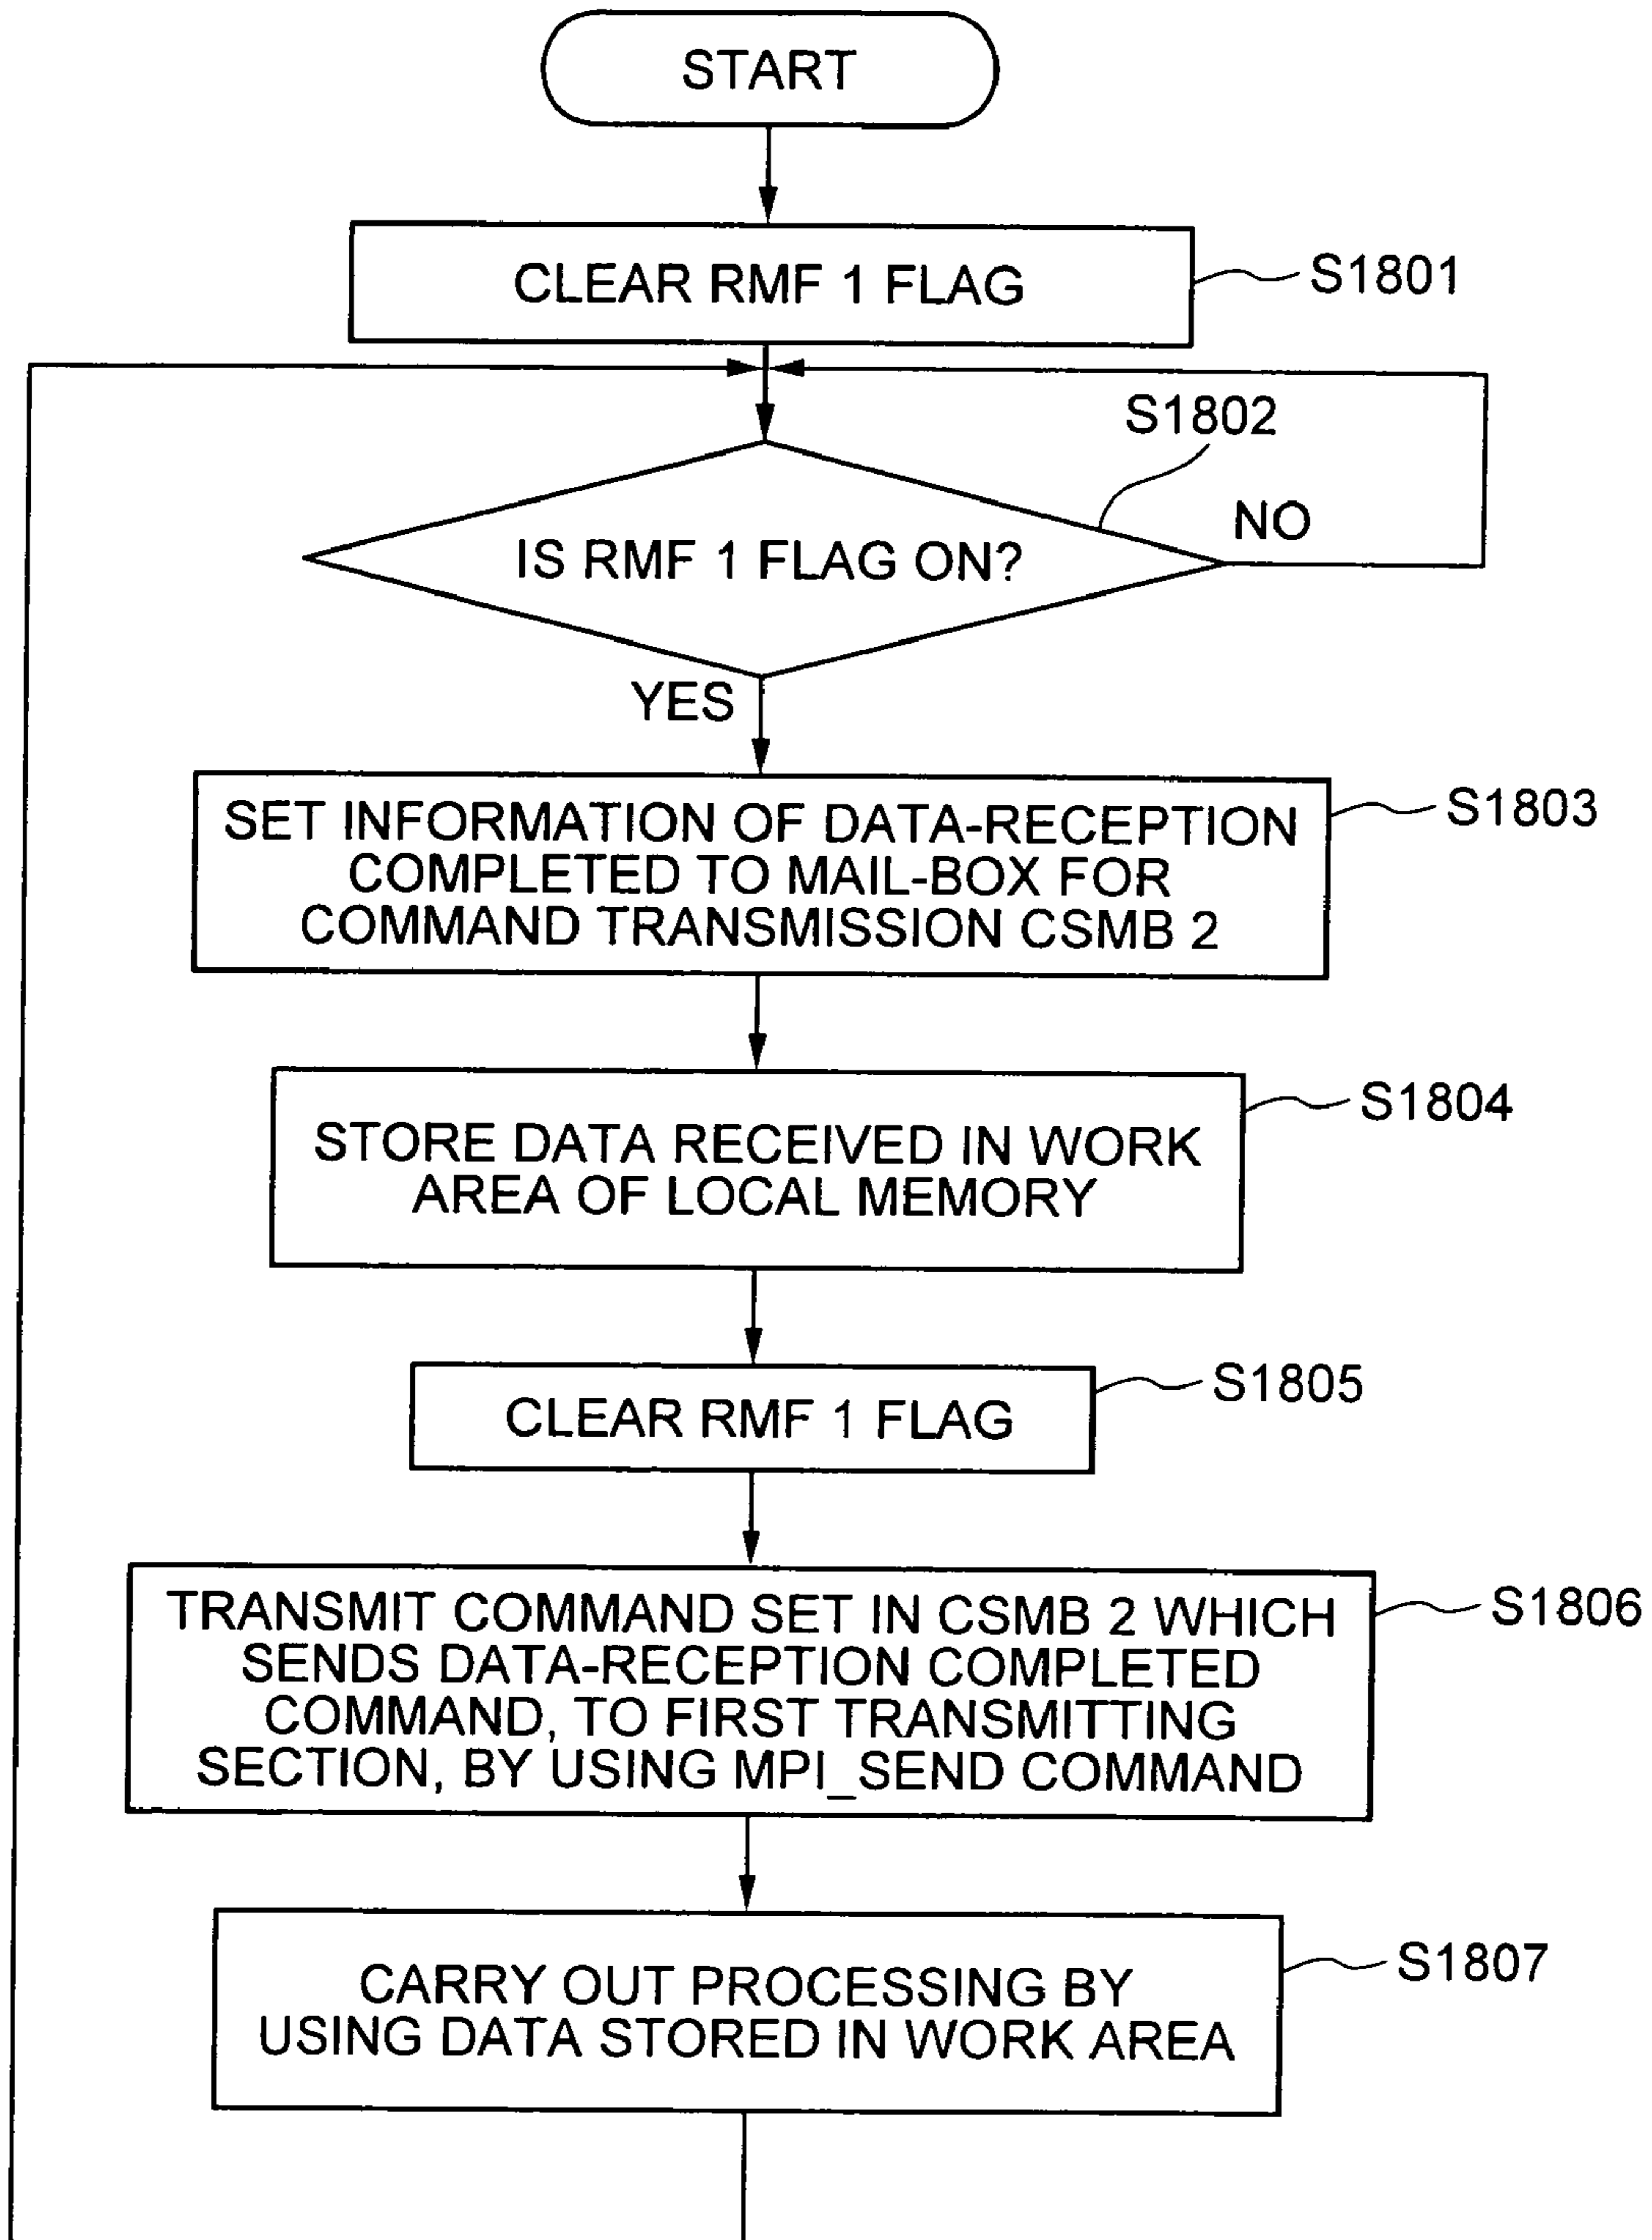 START
CLEAR RMF 1 FLAG
S1801
S1802
NO
IS RMF 1 FLAG ON?
YES
SET INFORMATION OF DATA-RECEPTION
COMPLETED TO MAIL-BOX FOR
COMMAND TRANSMISSION CSMB 2
S1803
STORE DATA RECEIVED IN WORK
AREA OF LOCAL MEMORY
S1804
CLEAR RMF 1 FLAG
S1805
TRANSMIT COMMAND SET IN CSMB 2 WHICH
SENDS DATA-RECEPTION COMPLETED
COMMAND, TO FIRST TRANSMITTING
SECTION, BY USING MPI_SEND COMMAND
S1806
CARRY OUT PROCESSING BY
USING DATA STORED IN WORK AREA
S1807